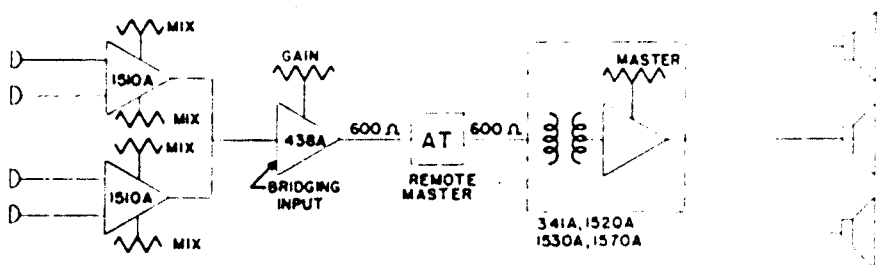 MIX
1510A
MIX
MIX
1510A
MIX
GAIN
438A
BRIDGING
INPUT
600 Ω
AT
REMOTE
MASTER
600 Ω
MASTER
341A, 1520A
1530A, 1570A